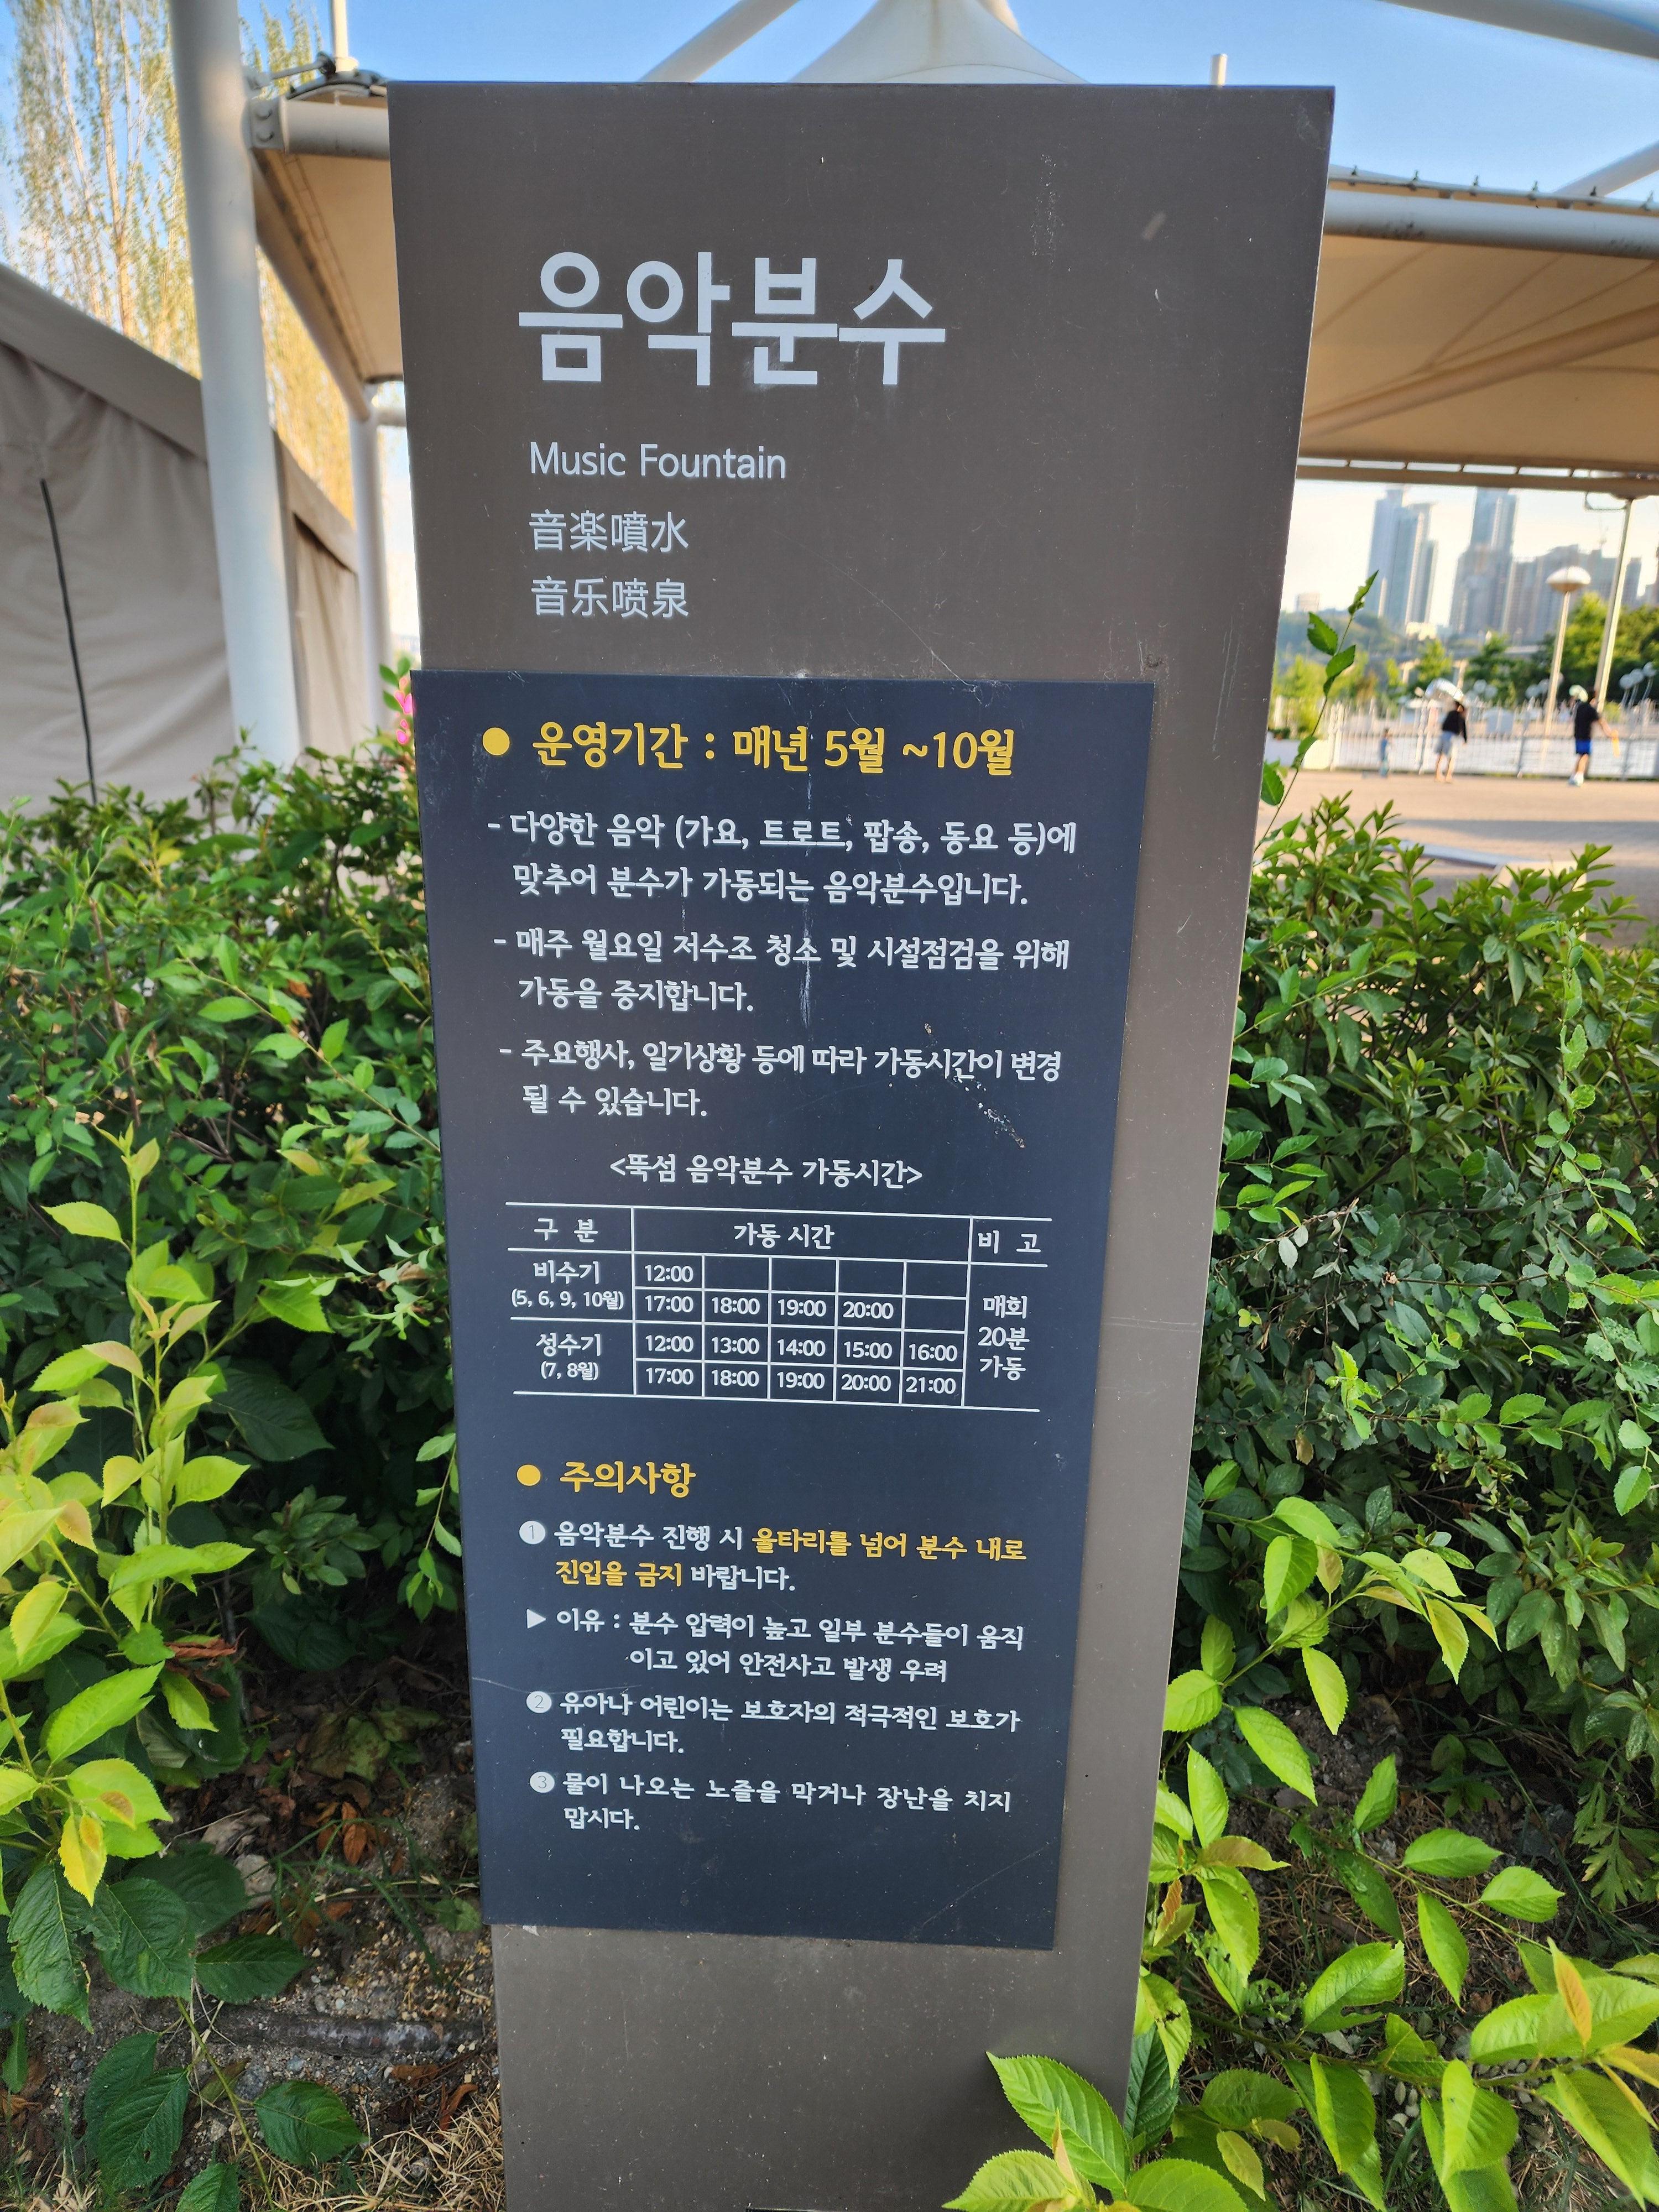 음악분수
Music Fountain
音楽噴水
音乐喷泉
● 운영기간 : 매년 5월 ~10월
- 다양한 음악 (가요, 트로트, 팝송, 동요 등)에
맞추어 분수가 가동되는 음악분수입니다.
- 매주 월요일 저수조 청소 및 시설점검을 위해
가동을 중지합니다.
- 주요행사, 일기상황 등에 따라 가동시간이 변경
될 수 있습니다.
<뚝섬 음악분수 가동시간>
구 분 가동 시간 비 고
비수기 12:00
(5, 6, 9, 10월) 17:00 18:00 19:00 20:00 매회
20분
성수기 12:00 13:00 14:00 15:00 16:00 가동
(7, 8월) 17:00 18:00 19:00 20:00 21:00
● 주의사항
① 음악분수 진행 시 울타리를 넘어 분수 내로
진입을 금지 바랍니다.
▶ 이유 : 분수 압력이 높고 일부 분수들이 움직
이고 있어 안전사고 발생 우려
② 유아나 어린이는 보호자의 적극적인 보호가
필요합니다.
③ 물이 나오는 노즐을 막거나 장난을 치지
맙시다.